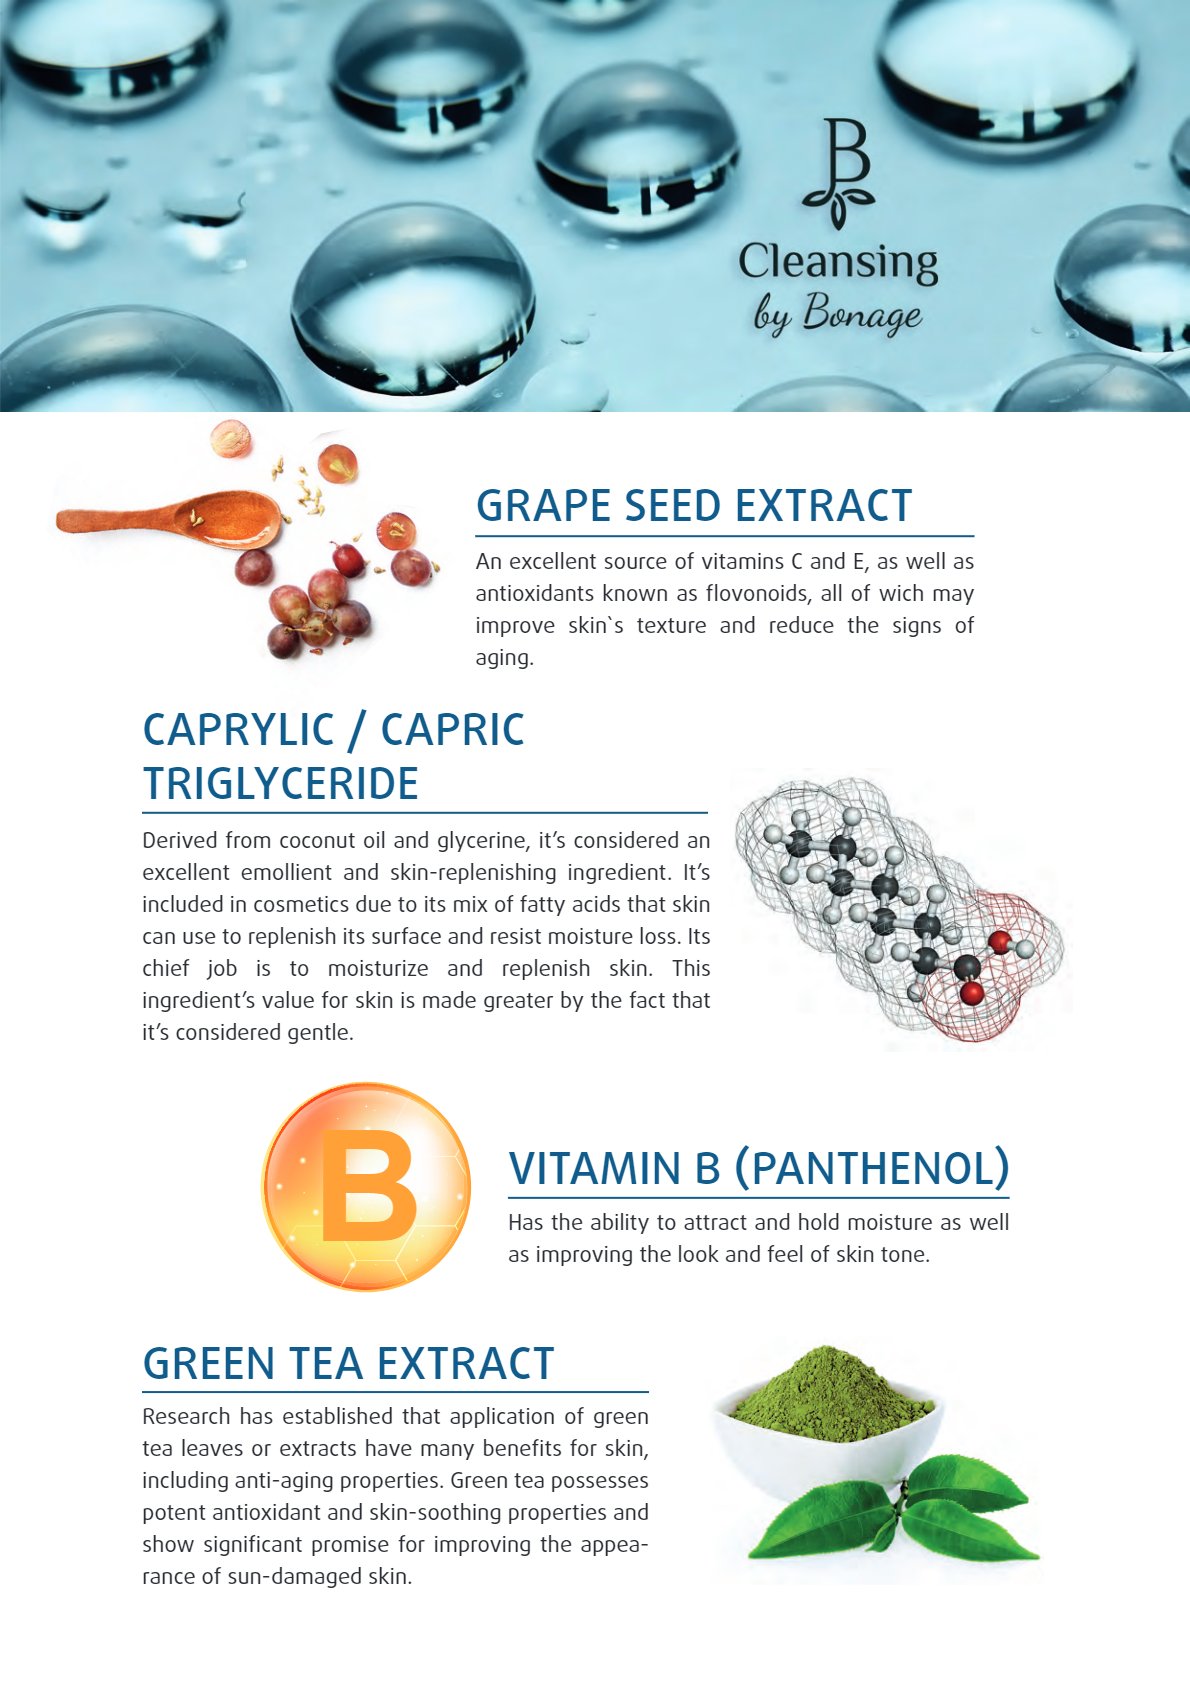 B
Cleansing
by Bonage
GRAPE SEED EXTRACT
An excellent source of vitamins C and E, as well as
antioxidants known as flovonoids, all of wich may
improve skin`s texture and reduce the signs of
aging.
CAPRYLIC / CAPRIC
TRIGLYCERIDE
Derived from coconut oil and glycerine, it’s considered an
excellent emollient and skin-replenishing ingredient. It’s
included in cosmetics due to its mix of fatty acids that skin
can use to replenish its surface and resist moisture loss. Its
chief job is to moisturize and replenish skin. This
ingredient’s value for skin is made greater by the fact that
it’s considered gentle.
B
VITAMIN B (PANTHENOL)
Has the ability to attract and hold moisture as well
as improving the look and feel of skin tone.
GREEN TEA EXTRACT
Research has established that application of green
tea leaves or extracts have many benefits for skin,
including anti-aging properties. Green tea possesses
potent antioxidant and skin-soothing properties and
show significant promise for improving the appea-
rance of sun-damaged skin.